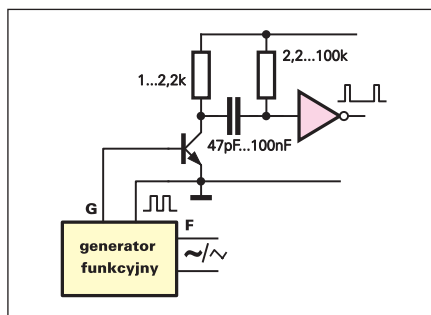 1...2,2k
2,2...100k
47pF...100nF
G
F
generator
funkcyjny
~/